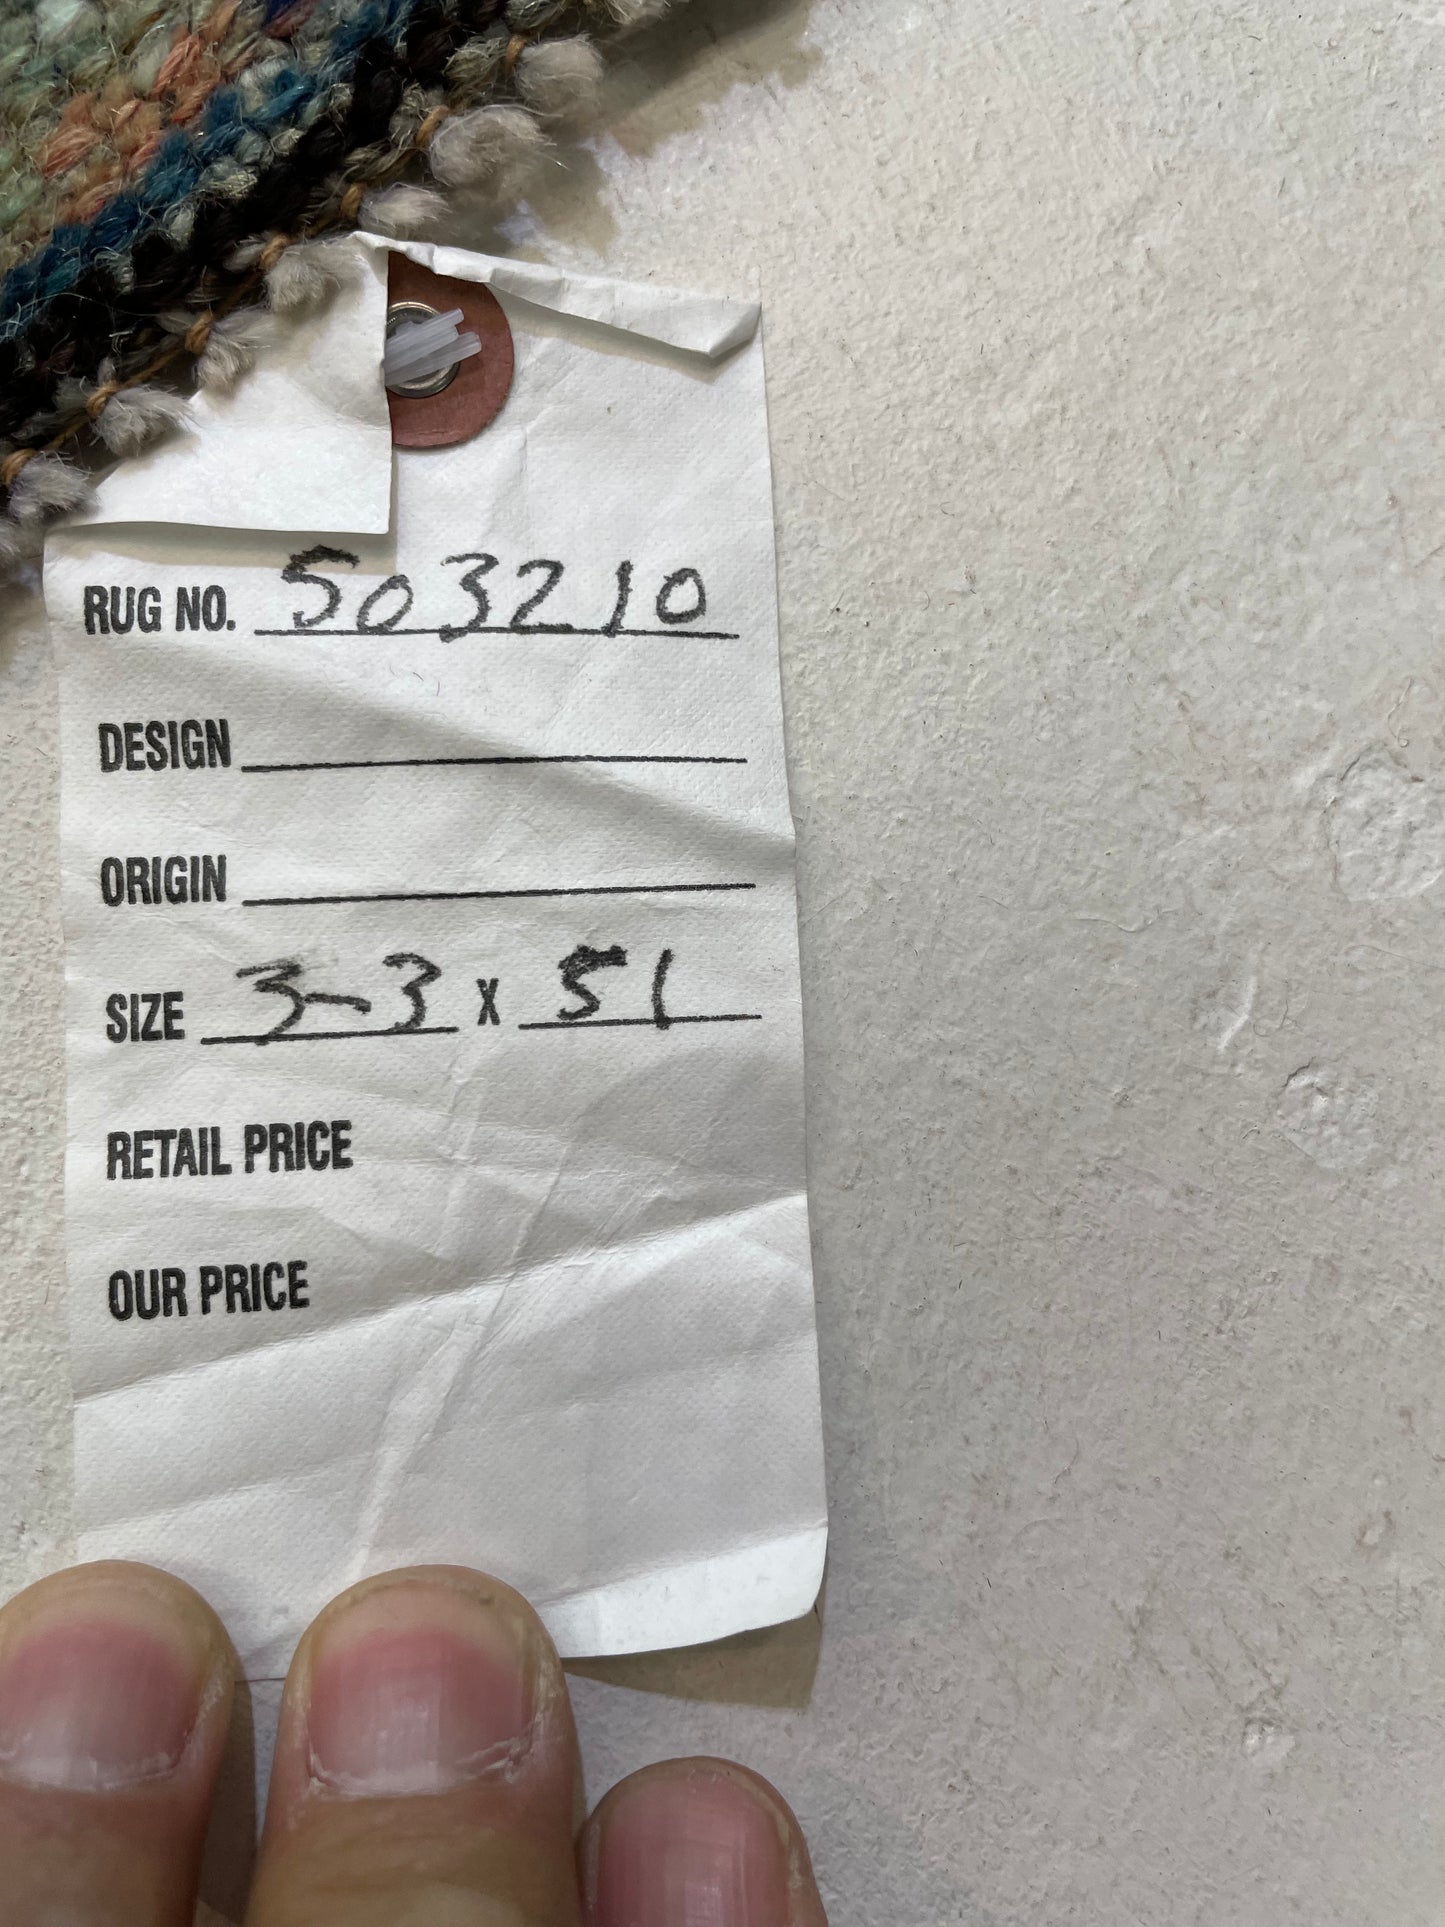 RUG NO. 503210
DESIGN
ORIGIN
SIZE 3-3 X 51
RETAIL PRICE
OUR PRICE